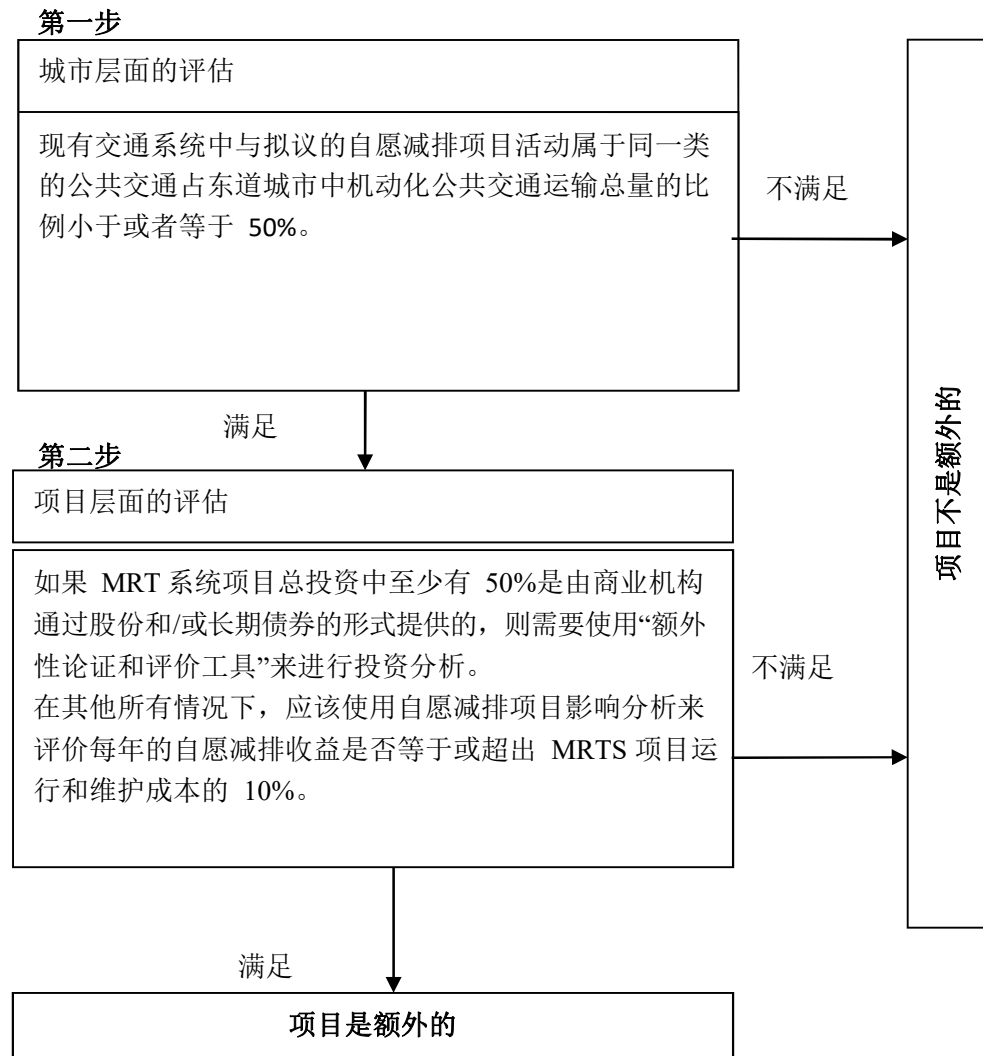 第一步
城市层面的评估
现有交通系统中与拟议的自愿减排项目活动属于同一类
的公共交通占东道城市中机动化公共交通运输总量的比
例小于或者等于 50%。
不满足
满足
第二步
项目层面的评估
如果 MRT 系统项目总投资中至少有 50%是由商业机构
通过股份和/或长期债券的形式提供的，则需要使用“额外
性论证和评价工具”来进行投资分析。
在其他所有情况下，应该使用自愿减排项目影响分析来
评价每年的自愿减排收益是否等于或超出 MRTS 项目运
行和维护成本的 10%。
不满足
项目不是额外的
满足
项目是额外的